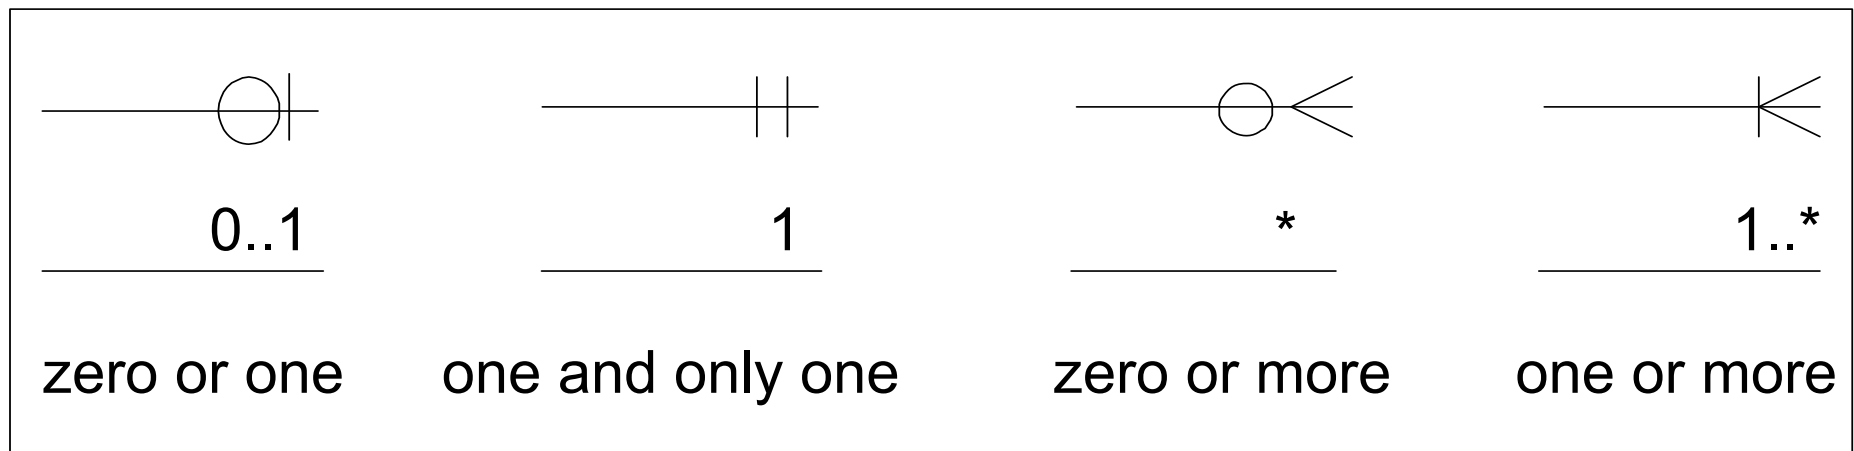 0..1 1 * 1..*
zero or one one and only one zero or more one or more